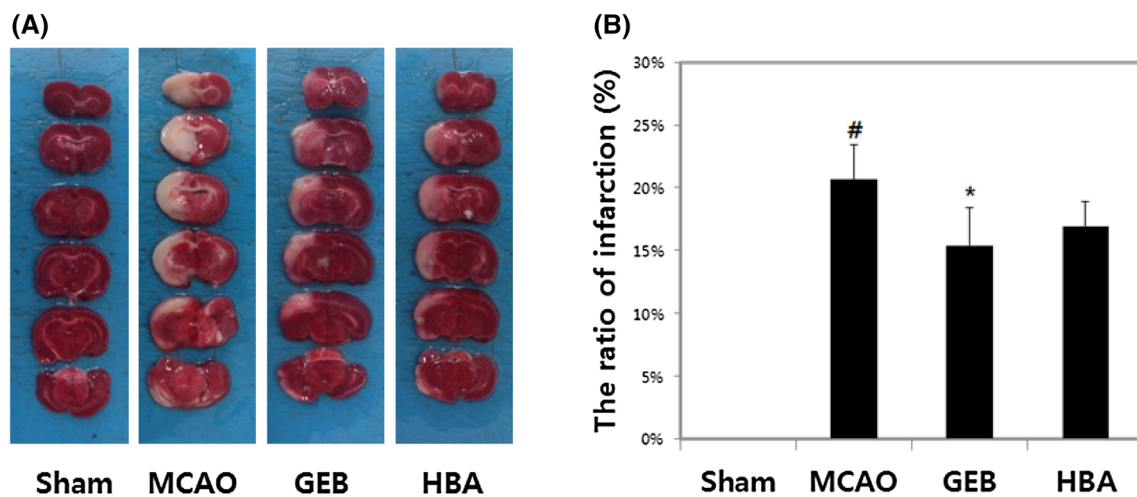 (A)
Sham MCAO GEB HBA
(B)
The ratio of infarction (%)
30%
25%
20%
15%
10%
5%
0%
#
*
Sham MCAO GEB HBA